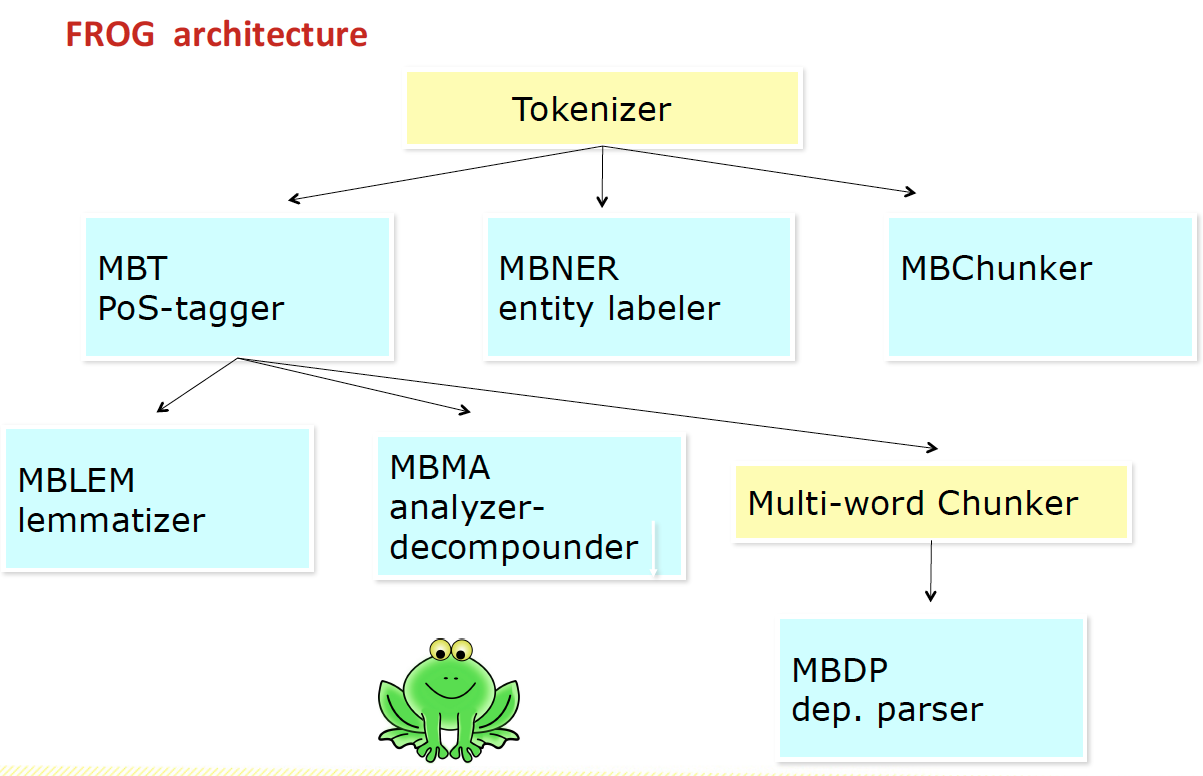 FROG architecture
Tokenizer
MBT
PoS-tagger
MBNER
entity labeler
MBChunker
MBLEM
lemmatizer
MBMA
analyzer-
decompounder
Multi-word Chunker
MBDP
dep. parser